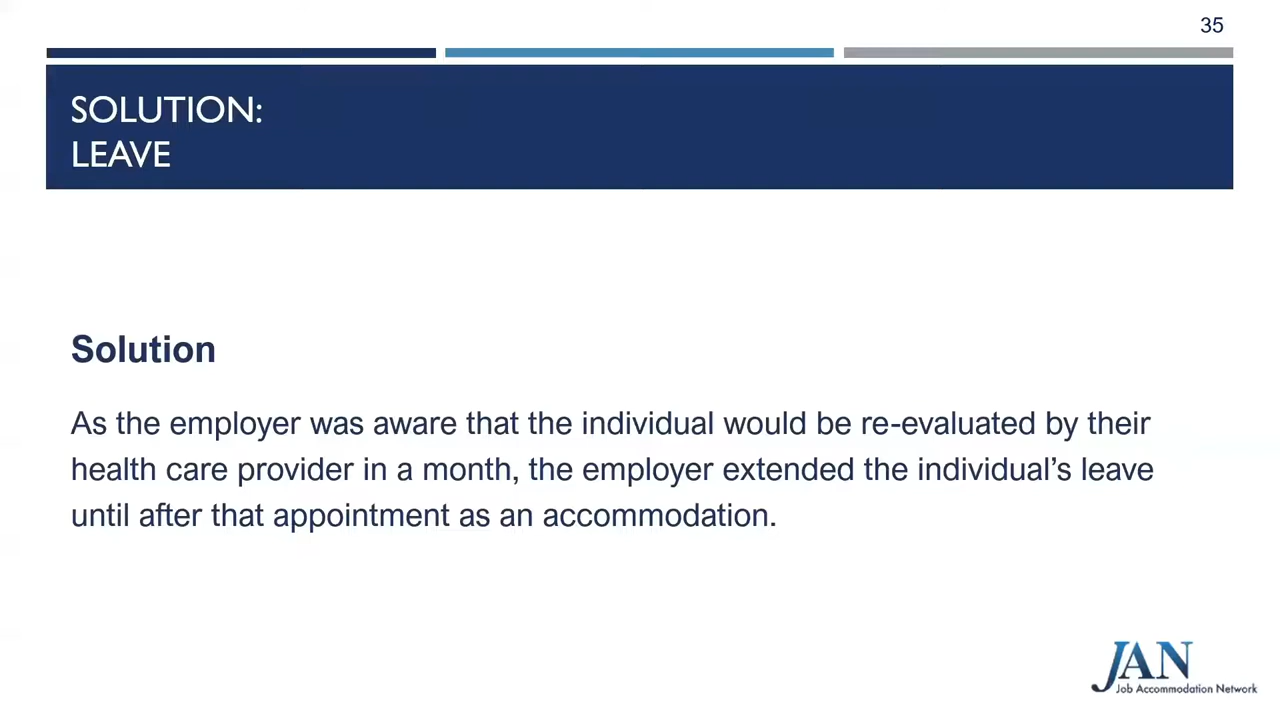 35
SOLUTION:
LEAVE
Solution
As the employer was aware that the individual would be re-evaluated by their
health care provider in a month, the employer extended the individual’s leave
until after that appointment as an accommodation.
JAN
Job Accommodation Network